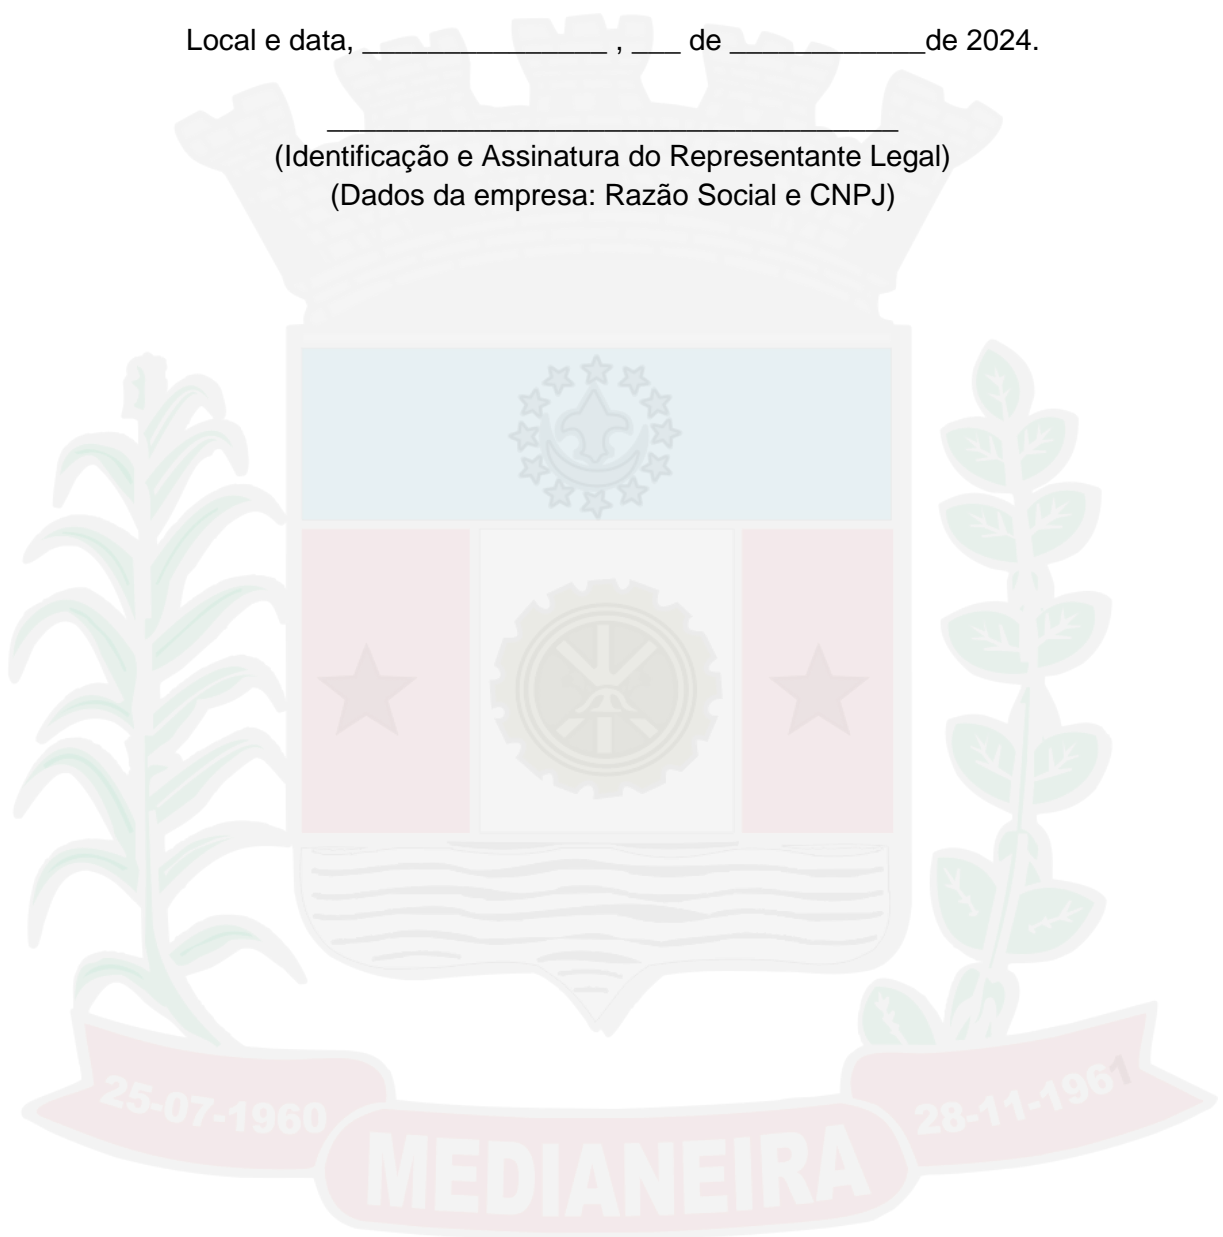 Local e data, _______________ , ___ de ____________de 2024.
___________________________________
(Identificação e Assinatura do Representante Legal)
(Dados da empresa: Razão Social e CNPJ)
25-07-1960
28-11-1961
MEDIANEIRA